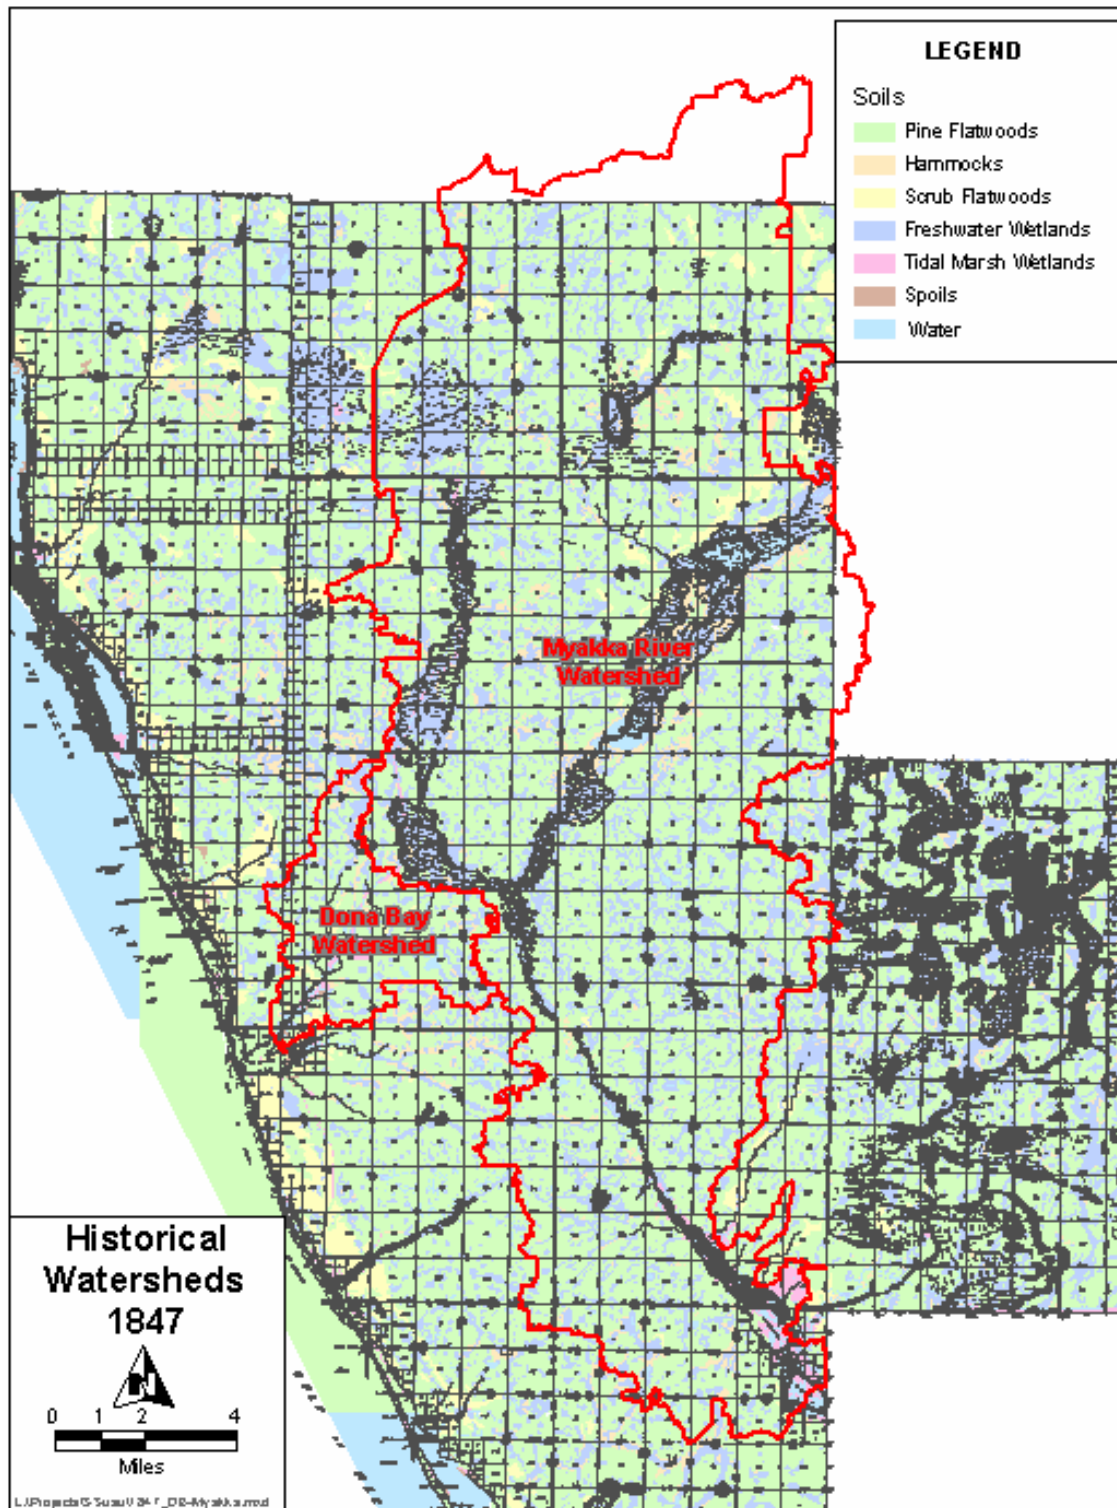 LEGEND
Soils
Pine Flatwoods
Hammocks
Scrub Flatwoods
Freshwater Wetlands
Tidal Marsh Wetlands
Spoils
Water
Myakka River
Watershed
Dona Bay
Watershed
Historical
Watersheds
1847
N
0 1 2 4
Miles